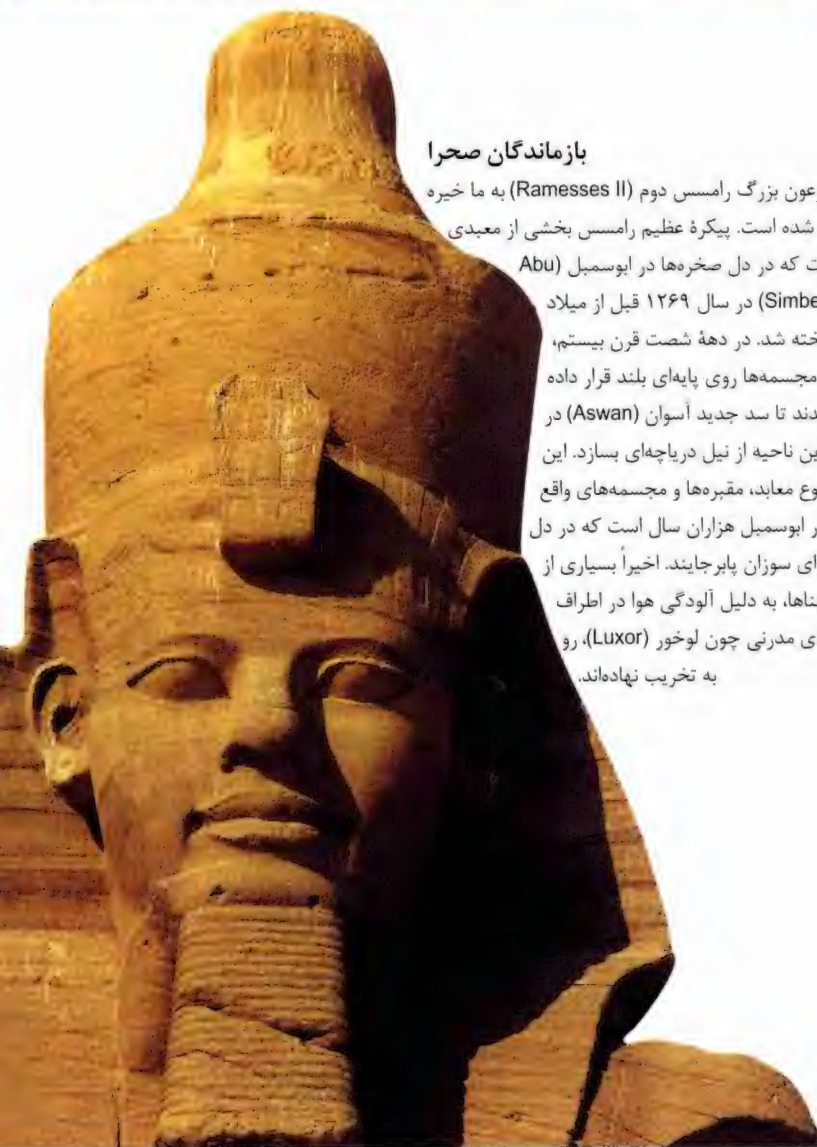 بازماندگان صحرا
عون بزرگ رامسس دوم (Ramesses II) به ما خیره
شده است. پیکرهٔ عظیم رامسس بخشی از معبدی
ت که در دل صخره‌ها در ابوسمبل (Abu
Simbe) در سال ۱۲۶۹ قبل از میلاد
خته شد. در دههٔ شصت قرن بیستم،
مجسمه‌ها روی پایه‌ای بلند قرار داده
دند تا سد جدید آسوان (Aswan) در
ین ناحیه از نیل دریاچه‌ای بسازد. این
وع معابد، مقبره‌ها و مجسمه‌های واقع
ر ابوسمبل هزاران سال است که در دل
ای سوزان پابرجایند. اخیراً بسیاری از
ناها، به دلیل آلودگی هوا در اطراف
ی مدرنی چون لوخور (Luxor)، رو
به تخریب نهاده‌اند.